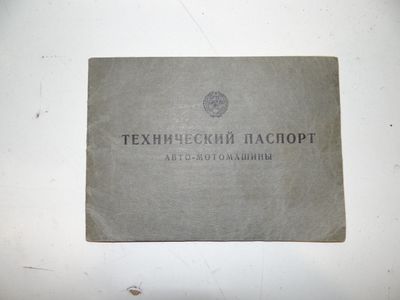 ТЕХНИЧЕСКИЙ ПАСПОРТ
АВТО-МОТОМАШИНЫ